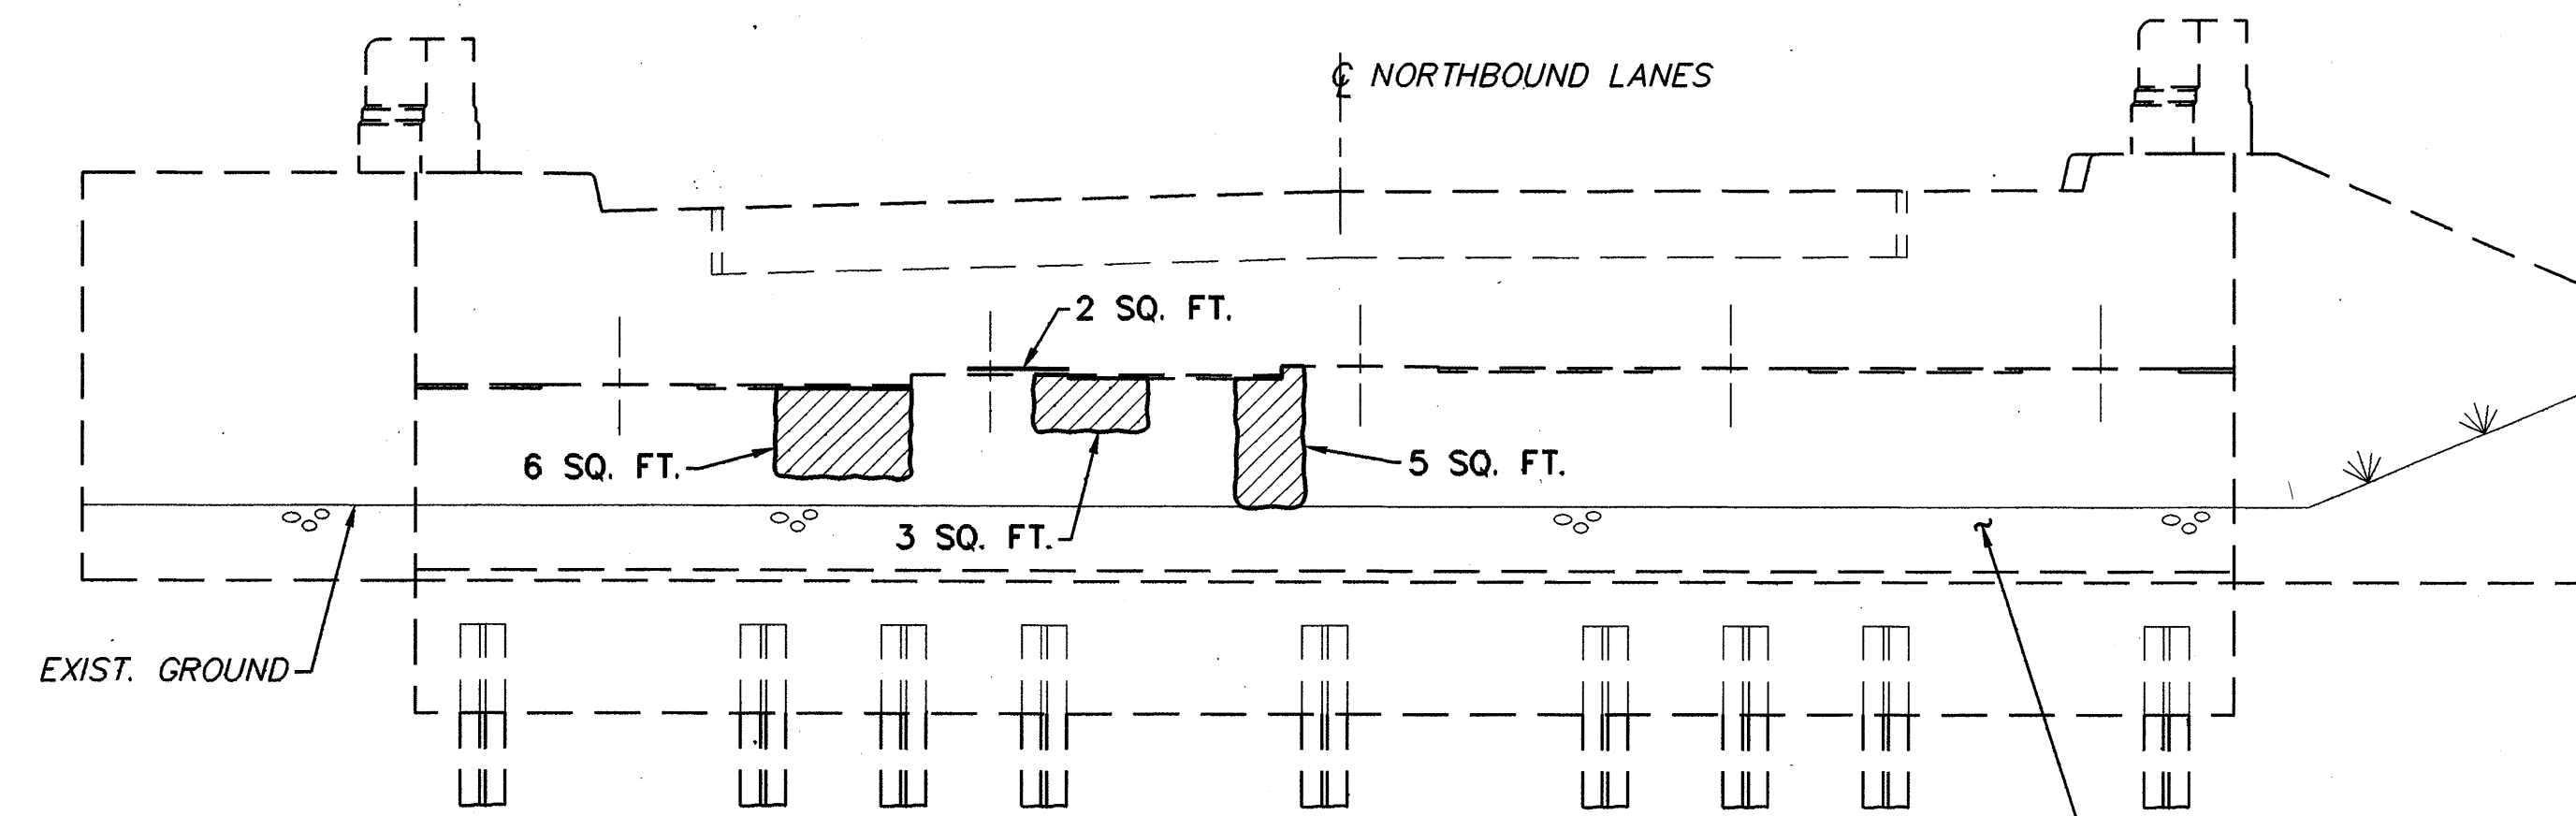 ℄ NORTHBOUND LANES
2 SQ. FT.
6 SQ. FT.
5 SQ. FT.
3 SQ. FT.
EXIST. GROUND